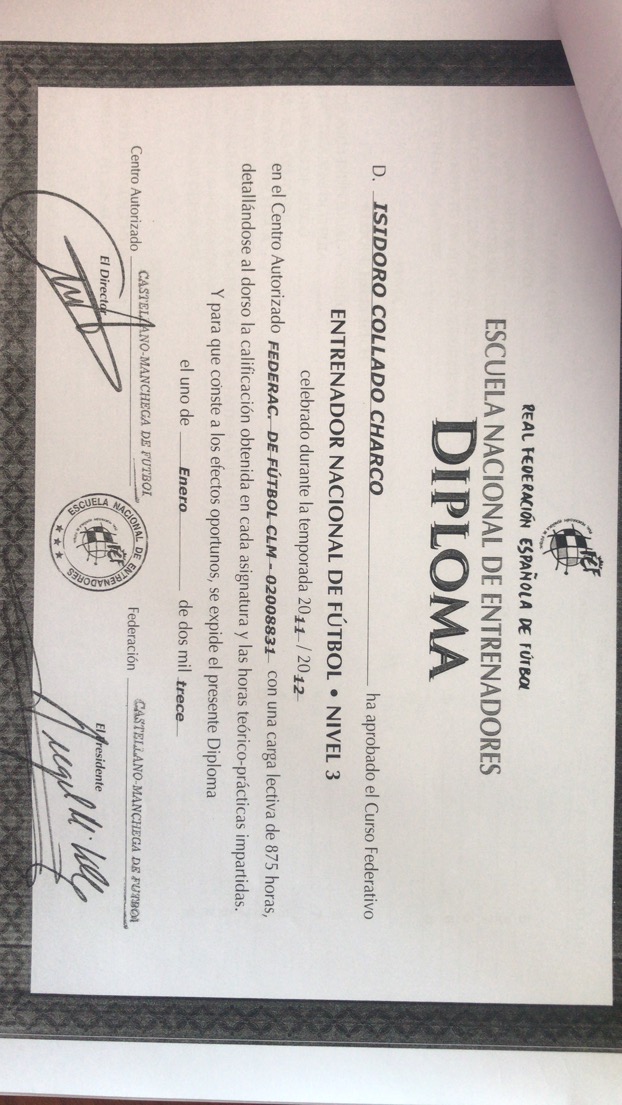 REAL FEDERACIÓN ESPAÑOLA DE FÚTBOL
ESCUELA NACIONAL DE ENTRENADORES
DIPLOMA
D. ISIDORO COLLADO CHARCO ha aprobado el Curso Federativo
ENTRENADOR NACIONAL DE FÚTBOL • NIVEL 3
celebrado durante la temporada 2011 / 2012
en el Centro Autorizado FEDERAC. DE FÚTBOL CLM - 02008831 con una carga lectiva de 875 horas,
detallándose al dorso la calificación obtenida en cada asignatura y las horas teórico-prácticas impartidas.
Y para que conste a los efectos oportunos, se expide el presente Diploma
el uno de Enero de dos mil trece
Centro Autorizado CASTELLANO-MANCHEGA DE FUTBOL
El Director
ESCUELA NACIONAL DE ENTRENADORES
Federación CASTELLANO-MANCHEGA DE FUTBOL
El Presidente